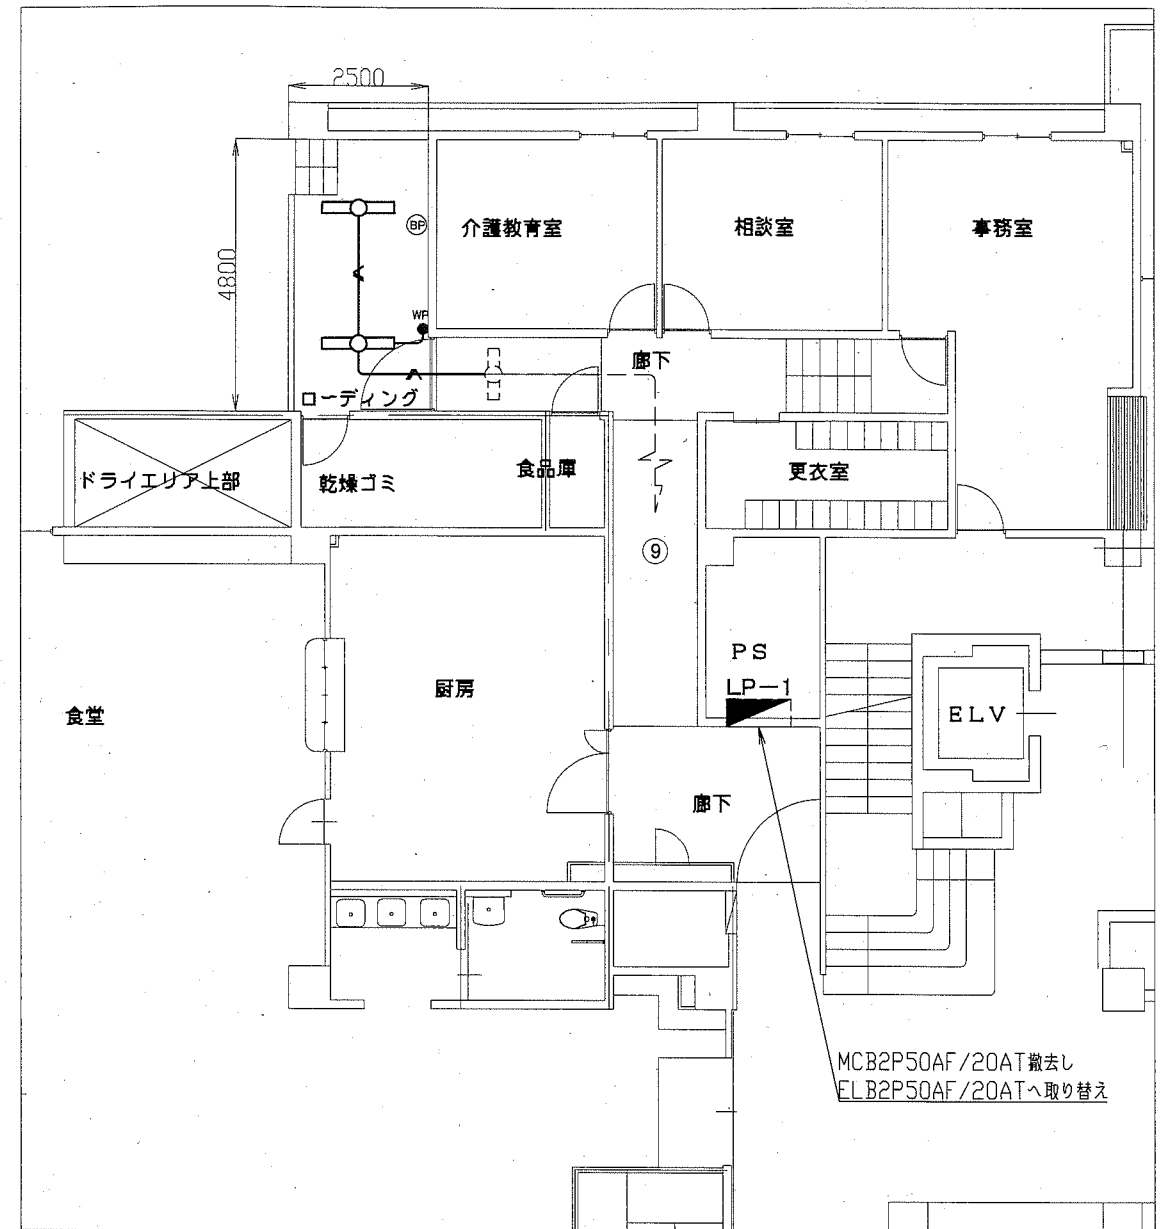 2500
4800
BP
介護教育室
相談室
事務室
WP
廊下
ローディング
ドライエリア上部
乾燥ゴミ
食品庫
更衣室
9
PS
LP-1
厨房
食堂
ELV
廊下
MCB2P50AF/20AT撤去し
ELB2P50AF/20ATへ取り替え